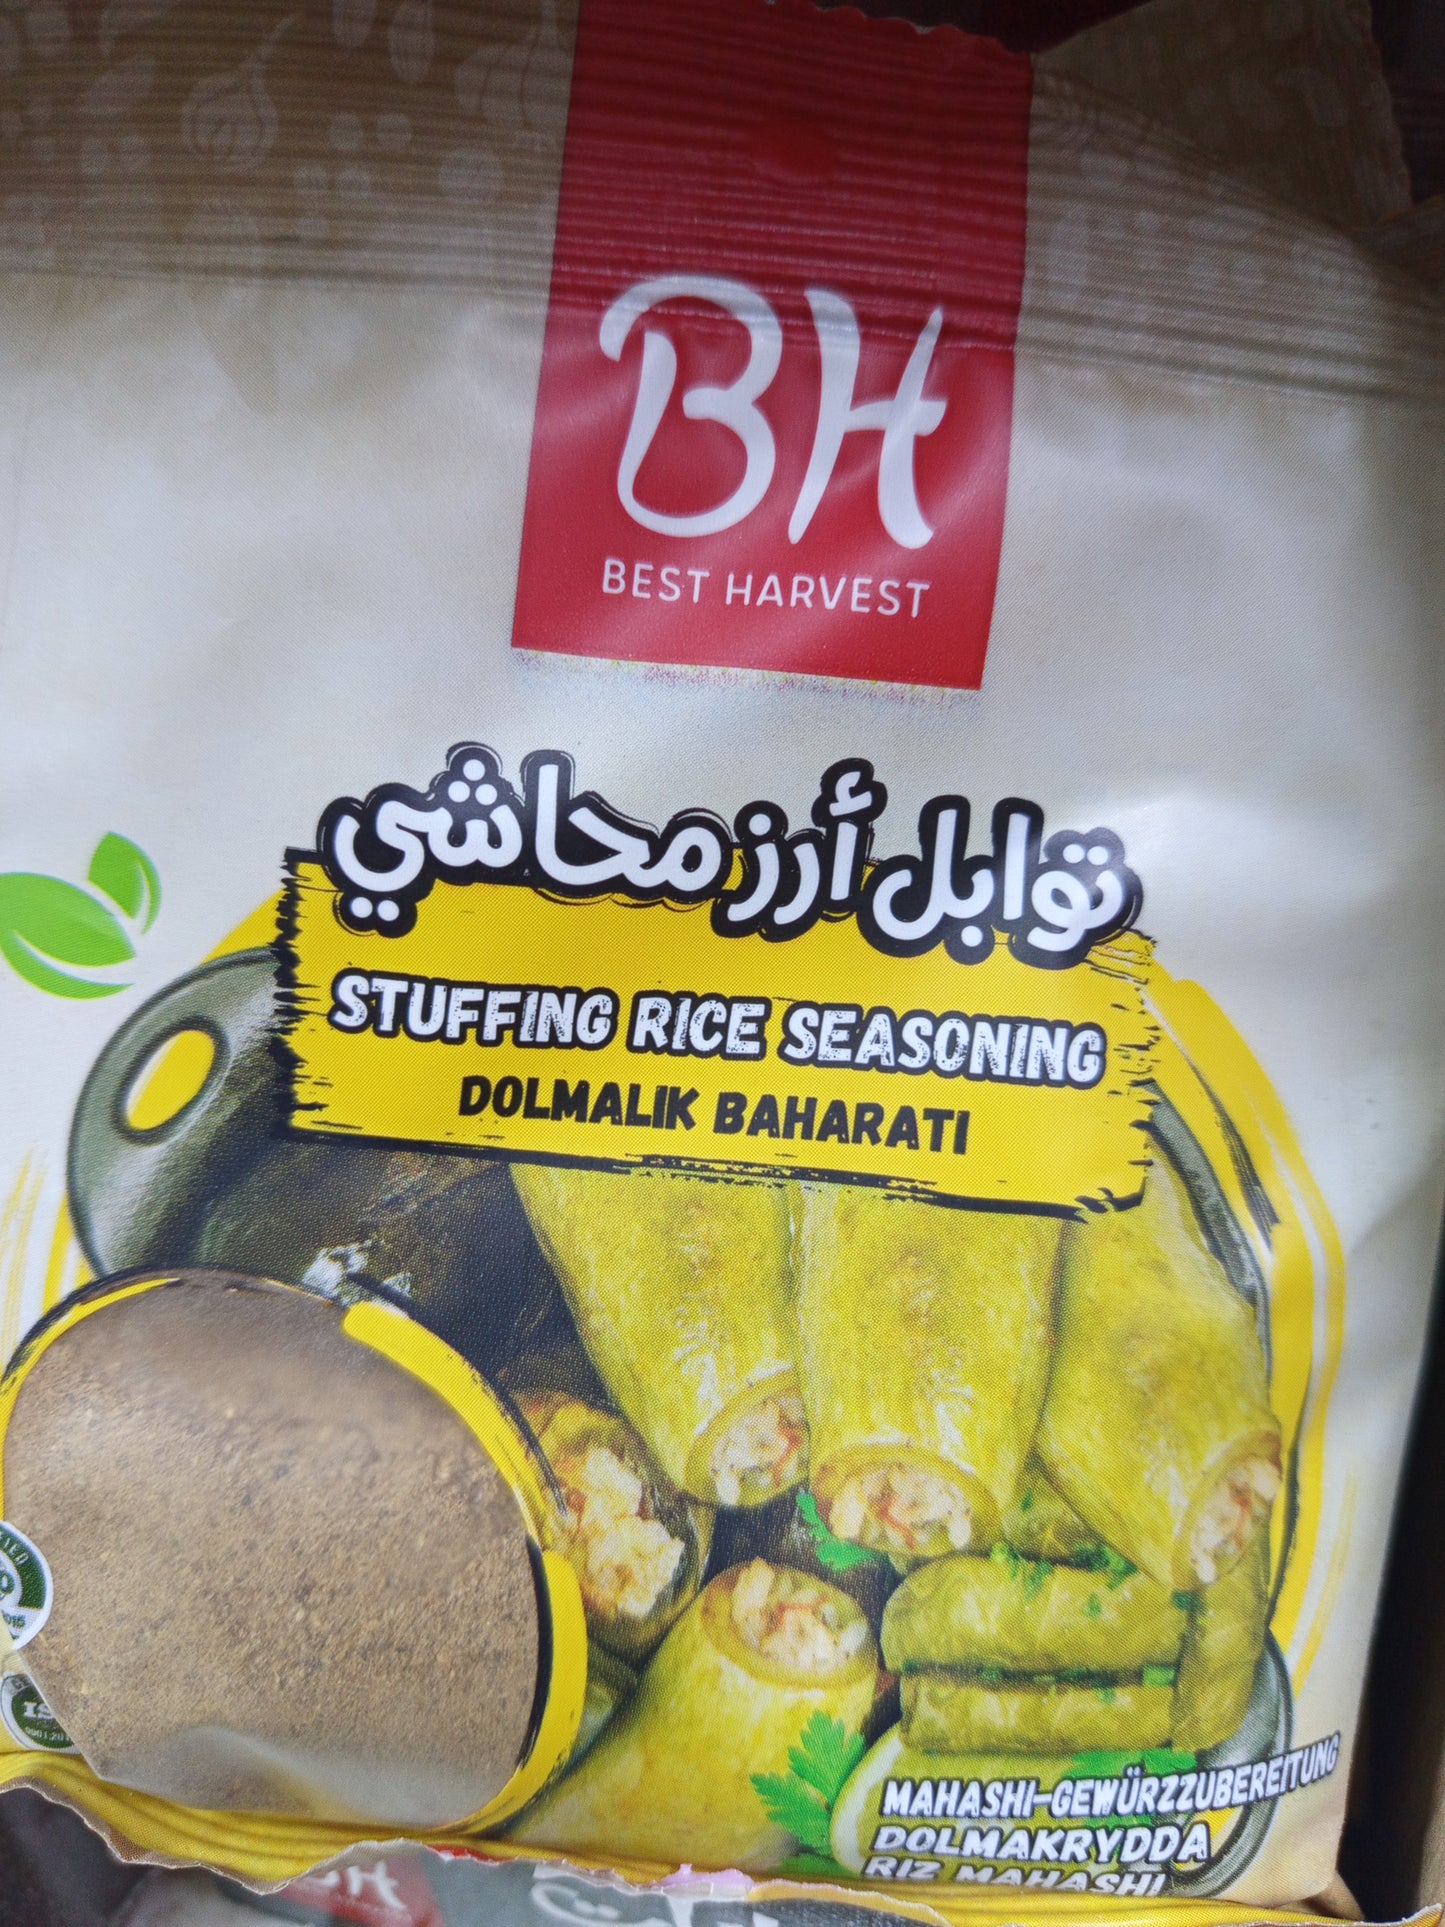 BH
BEST HARVEST
توابل أرز محاشي
STUFFING RICE SEASONING
DOLMALIK BAHARATI
MAHASHI-GEWÜRZZUBEREITUNG
DOLMAKRYDDA
RIZ MAHASHI